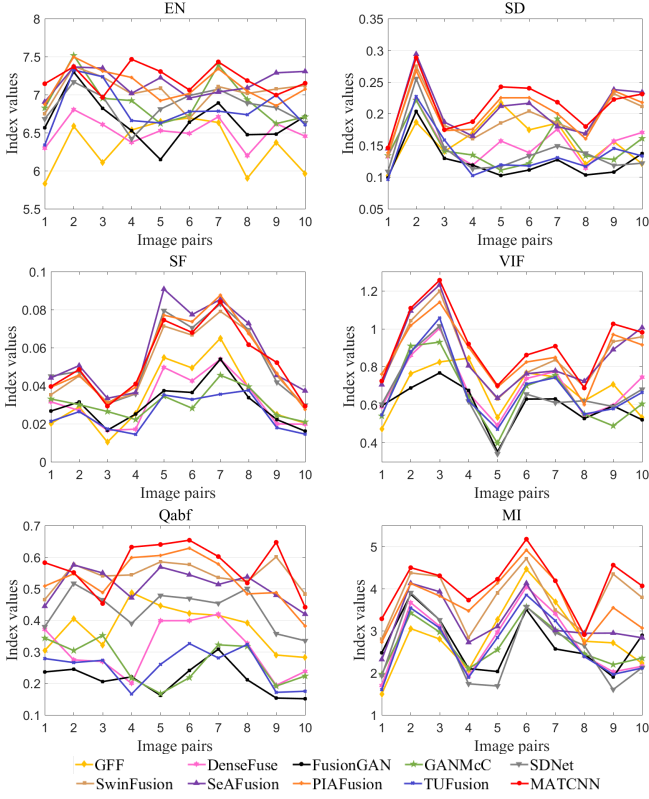 EN
SD
8
7.5
7
6.5
6
5.5
Index values
1 2 3 4 5 6 7 8 9 10
Image pairs
0.35
0.3
0.25
0.2
0.15
0.1
0.05
Index values
1 2 3 4 5 6 7 8 9 10
Image pairs
SF
VIF
0.1
0.08
0.06
0.04
0.02
0
Index values
1 2 3 4 5 6 7 8 9 10
Image pairs
1.2
1
0.8
0.6
0.4
Index values
1 2 3 4 5 6 7 8 9 10
Image pairs
Qabf
MI
0.7
0.6
0.5
0.4
0.3
0.2
0.1
Index values
1 2 3 4 5 6 7 8 9 10
Image pairs
5
4
3
2
1
Index values
1 2 3 4 5 6 7 8 9 10
Image pairs
GFF DenseFuse FusionGAN GANMcC SDNet
SwinFusion SeAFusion PIAFusion TUFusion MATCNN